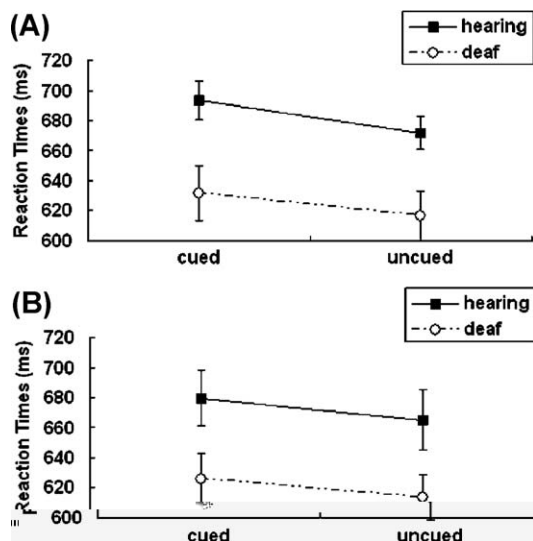 (A)
hearing
deaf
Reaction Times (ms)
720
700
680
660
640
620
600
cued uncued
(B)
hearing
deaf
Reaction Times (ms)
720
700
680
660
640
620
600
cued uncued